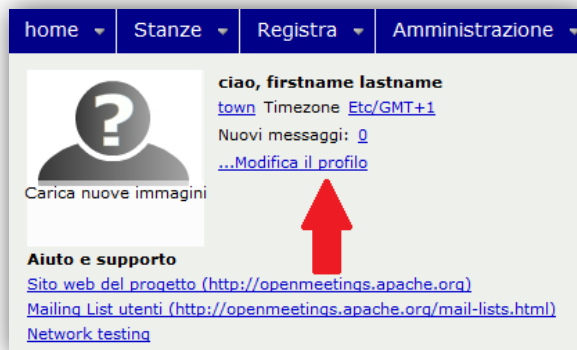 home Stanze Registra Amministrazione
ciao, firstname lastname
town Timezone Etc/GMT+1
Nuovi messaggi: 0
...Modifica il profilo
Carica nuove immagini
Aiuto e supporto
Sito web del progetto (http://openmeetings.apache.org)
Mailing List utenti (http://openmeetings.apache.org/mail-lists.html)
Network testing